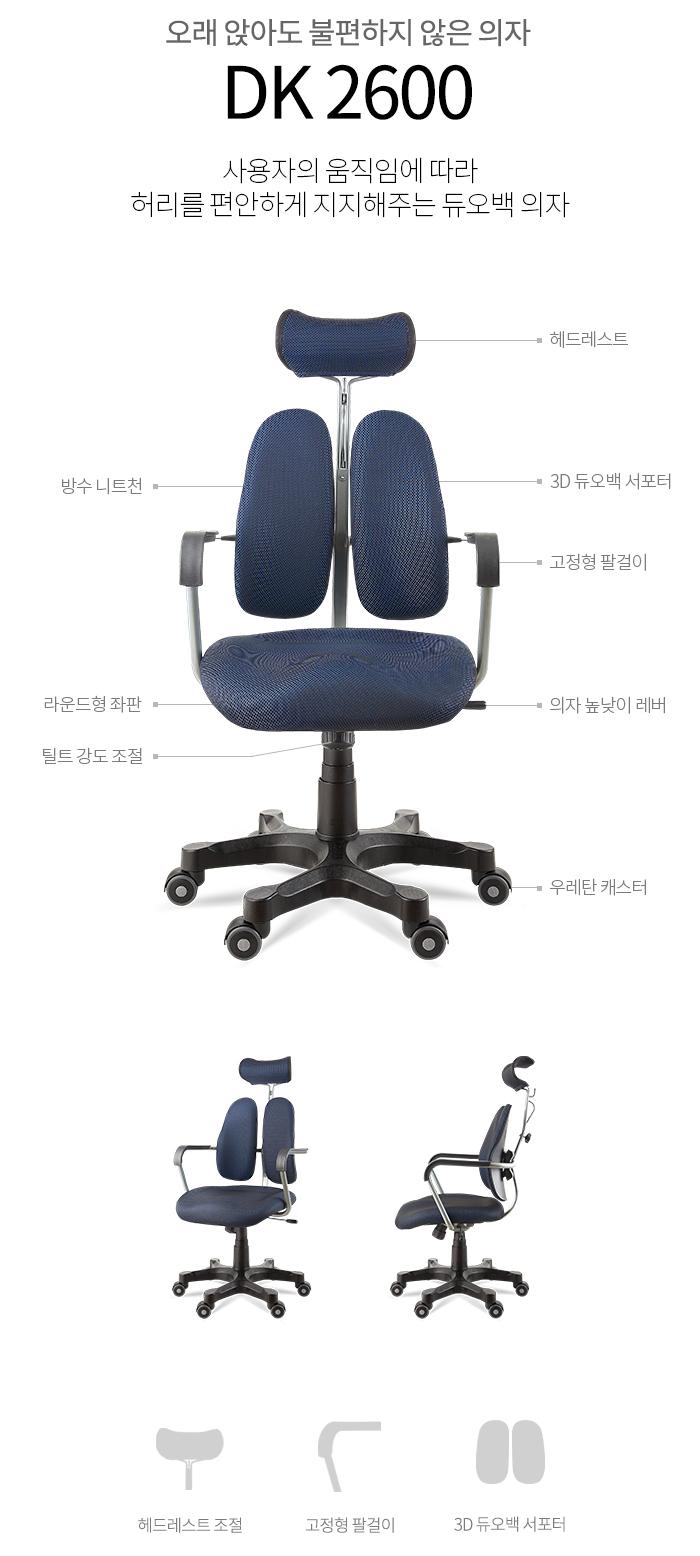 오래 앉아도 불편하지 않은 의자
DK 2600
사용자의 움직임에 따라
허리를 편안하게 지지해주는 듀오백 의자
헤드레스트
방수 니트천
3D 듀오백 서포터
고정형 팔걸이
라운드형 좌판
의자 높낮이 레버
틸트 강도 조절
우레탄 캐스터
헤드레스트 조절
고정형 팔걸이
3D 듀오백 서포터